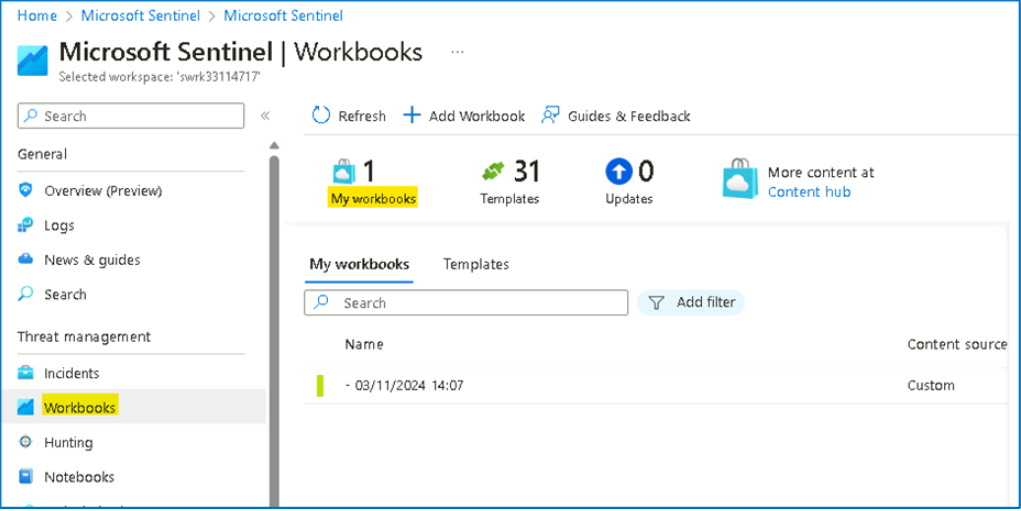 Home > Microsoft Sentinel > Microsoft Sentinel
Microsoft Sentinel | Workbooks ...
Selected workspace: 'swrk33114717'
Search «
General
Overview (Preview)
Logs
News & guides
Search
Threat management
Incidents
Workbooks
Hunting
Notebooks
Refresh + Add Workbook Guides & Feedback
1 My workbooks
31 Templates
0 Updates
More content at
Content hub
My workbooks Templates
Search Add filter
Name Content source
- 03/11/2024 14:07 Custom